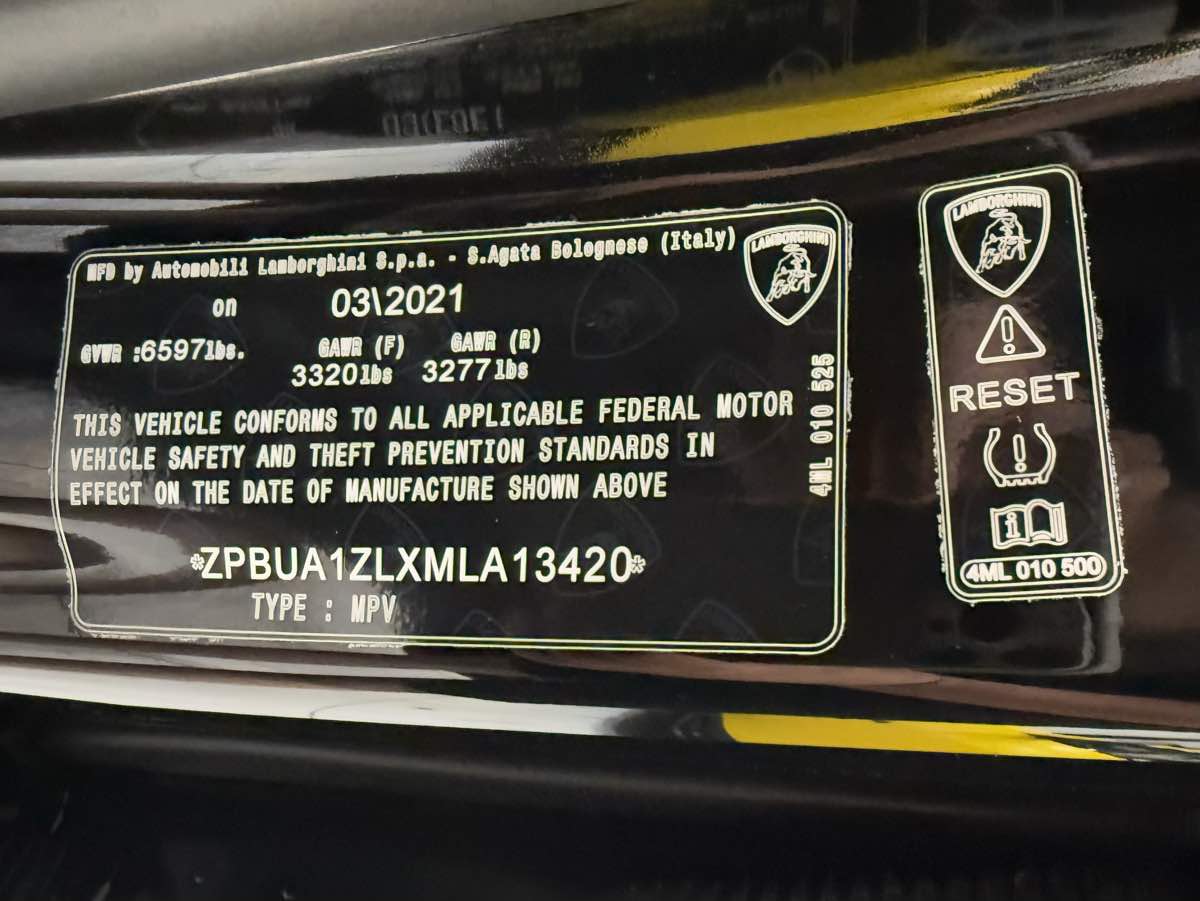 MFD by Automobili Lamborghini S.p.a. - S.Agata Bolognese (Italy)
on 03\2021
GVWR :6597lbs. GAWR (F) GAWR (R)
3320lbs 3277lbs
THIS VEHICLE CONFORMS TO ALL APPLICABLE FEDERAL MOTOR
VEHICLE SAFETY AND THEFT PREVENTION STANDARDS IN
EFFECT ON THE DATE OF MANUFACTURE SHOWN ABOVE
*ZPBUA1ZLXMLA13420*
TYPE : MPV
LAMBORGHINI
4ML 010 525
LAMBORGHINI
RESET
4ML 010 500